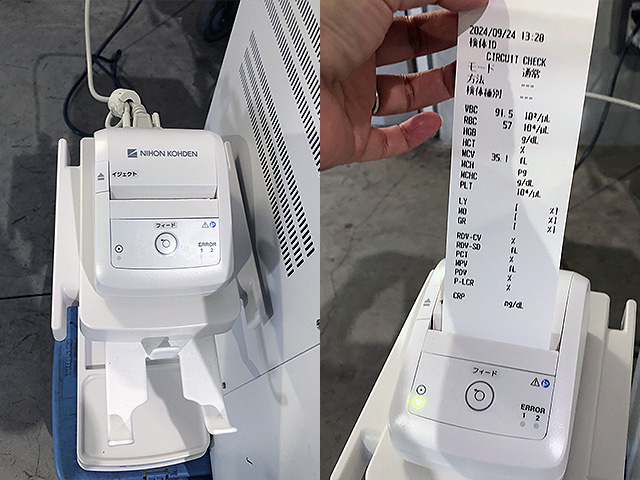 NIHON KOHDEN
イジェクト
フィード
ERROR
1 2
2024/09/24 13:20
検体ID
CIRCUIT CHECK
モード 通常
方法 ---
検体種別 ---
WBC 91.5 10²/μL
RBC 57 10⁴/μL
HGB g/dL
HCT %
MCV 35.1 fL
MCH pg
MCHC g/dL
PLT 10⁴/μL
LY [ %]
MO [ %]
GR [ %]
RDW-CV %
RDW-SD fL
PCT %
MPV fL
PDW %
P-LCR %
CRP mg/dL
フィード
ERROR
1 2